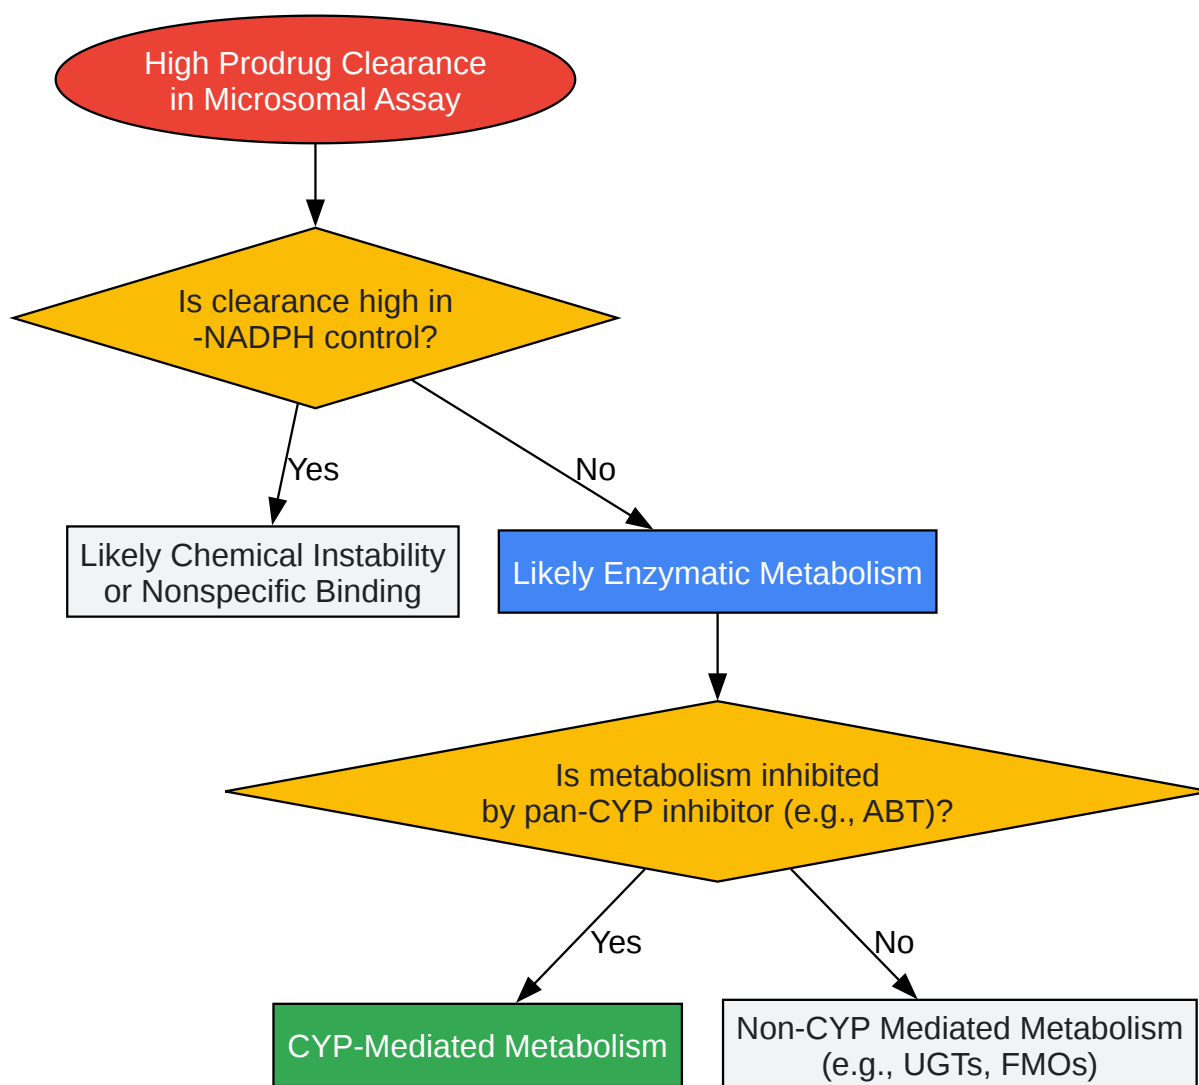 High Prodrug Clearance
in Microsomal Assay
Is clearance high in
-NADPH control?
Yes
No
Likely Chemical Instability
or Nonspecific Binding
Likely Enzymatic Metabolism
Is metabolism inhibited
by pan-CYP inhibitor (e.g., ABT)?
Yes
No
CYP-Mediated Metabolism
Non-CYP Mediated Metabolism
(e.g., UGTs, FMOs)